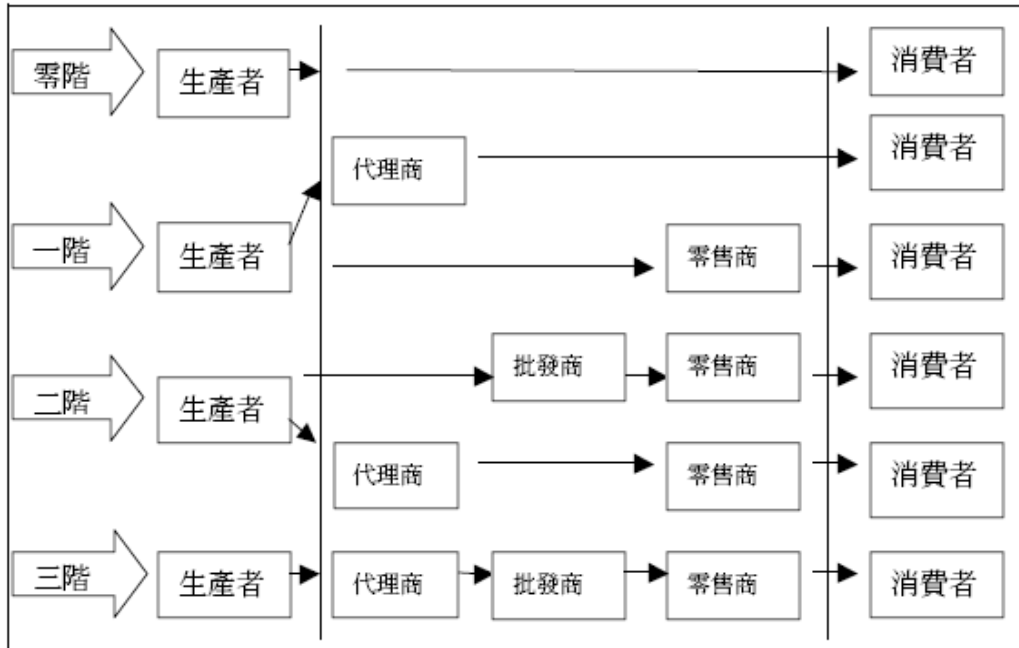 零階
生產者
消費者
代理商
消費者
一階
生產者
零售商
消費者
批發商
零售商
消費者
二階
生產者
代理商
零售商
消費者
三階
生產者
代理商
批發商
零售商
消費者